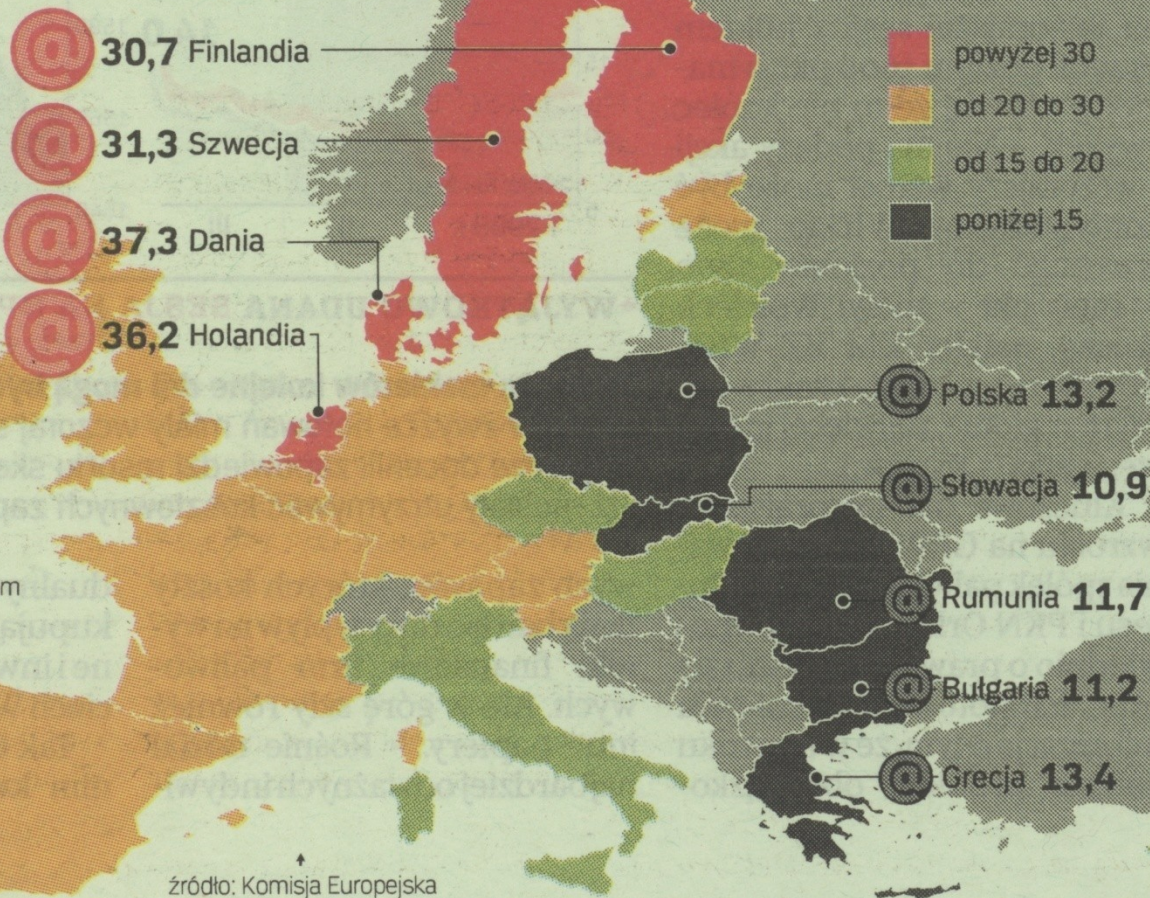 @ 30,7 Finlandia
@ 31,3 Szwecja
@ 37,3 Dania
@ 36,2 Holandia
powyżej 30
od 20 do 30
od 15 do 20
poniżej 15
@ Polska 13,2
@ Słowacja 10,9
@ Rumunia 11,7
@ Bułgaria 11,2
@ Grecja 13,4
m
źródło: Komisja Europejska